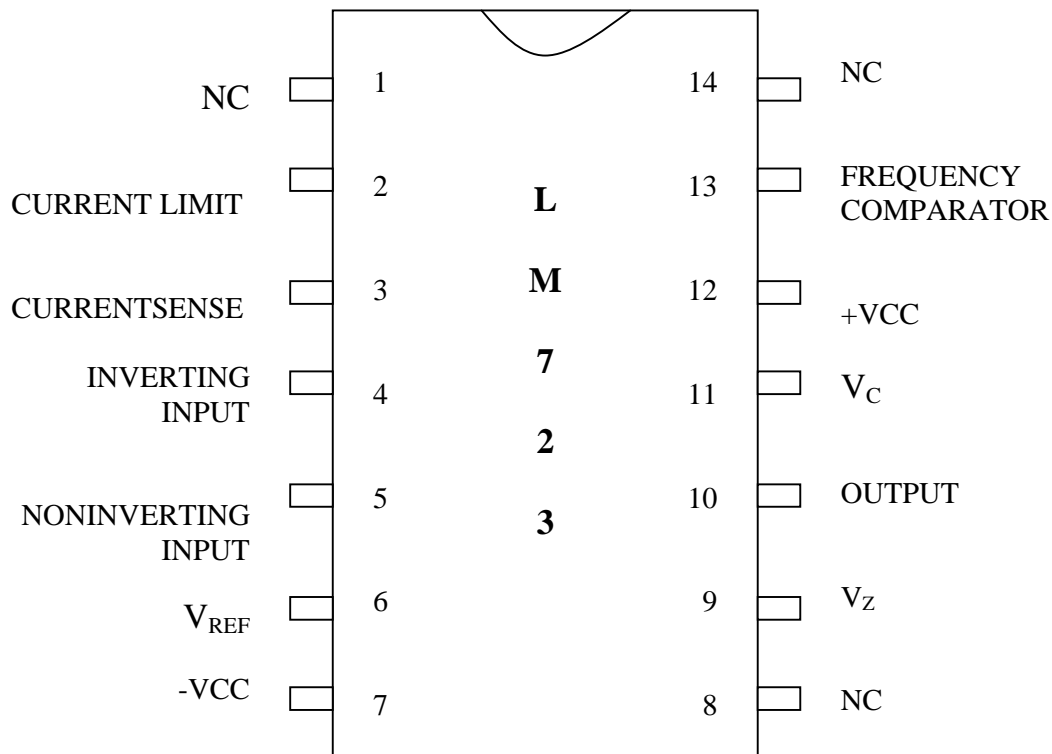 NC
1
14
NC
CURRENT LIMIT
2
13
FREQUENCY
COMPARATOR
L
M
7
2
3
CURRENTSENSE
3
12
+VCC
INVERTING
INPUT
4
11
VC
NONINVERTING
INPUT
5
10
OUTPUT
VREF
6
9
VZ
-VCC
7
8
NC